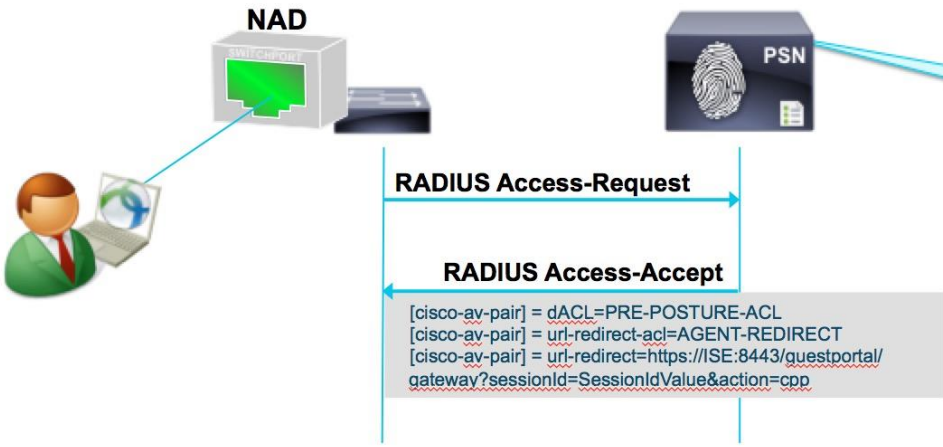 NAD
SWITCHPORT
PSN
RADIUS Access-Request
RADIUS Access-Accept
[cisco-av-pair] = dACL=PRE-POSTURE-ACL
[cisco-av-pair] = url-redirect-acl=AGENT-REDIRECT
[cisco-av-pair] = url-redirect=https://ISE:8443/guestportal/
gateway?sessionId=SessionIdValue&action=cpp